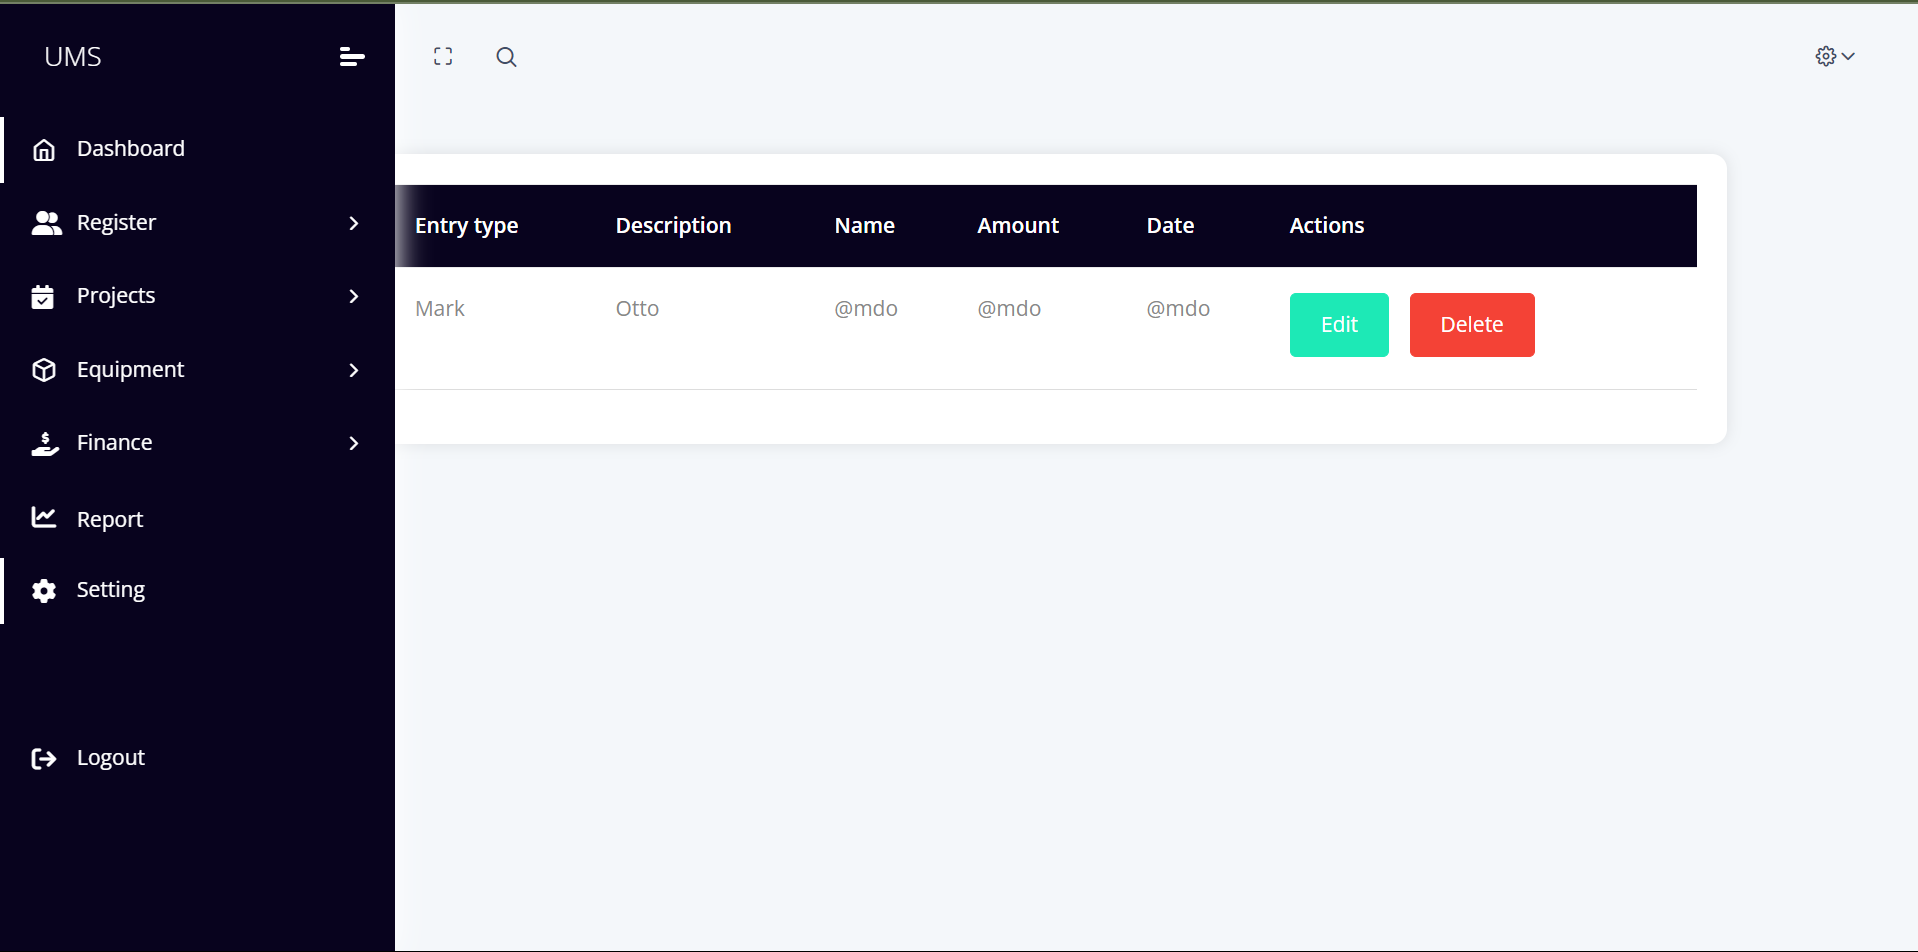 UMS
Dashboard
Register
Projects
Equipment
Finance
Report
Setting
Logout
Entry type Description Name Amount Date Actions
Mark Otto @mdo @mdo @mdo Edit Delete